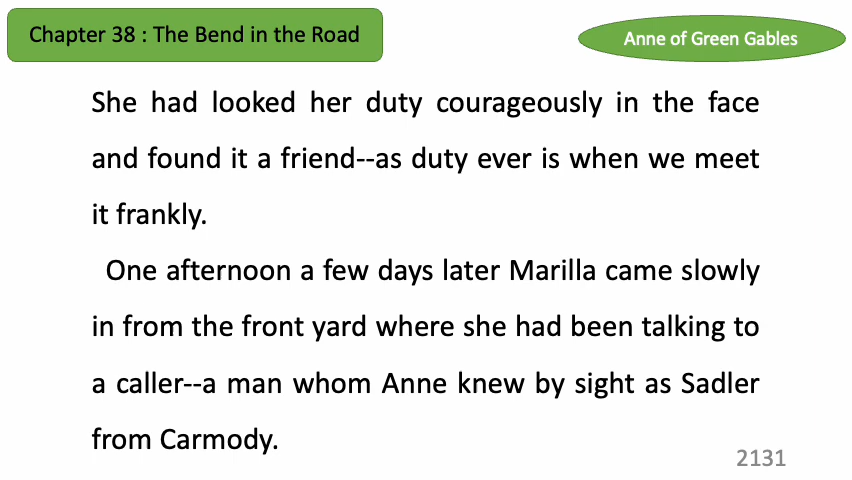 Chapter 38 : The Bend in the Road
Anne of Green Gables
She had looked her duty courageously in the face
and found it a friend--as duty ever is when we meet
it frankly.
One afternoon a few days later Marilla came slowly
in from the front yard where she had been talking to
a caller--a man whom Anne knew by sight as Sadler
from Carmody.
2131